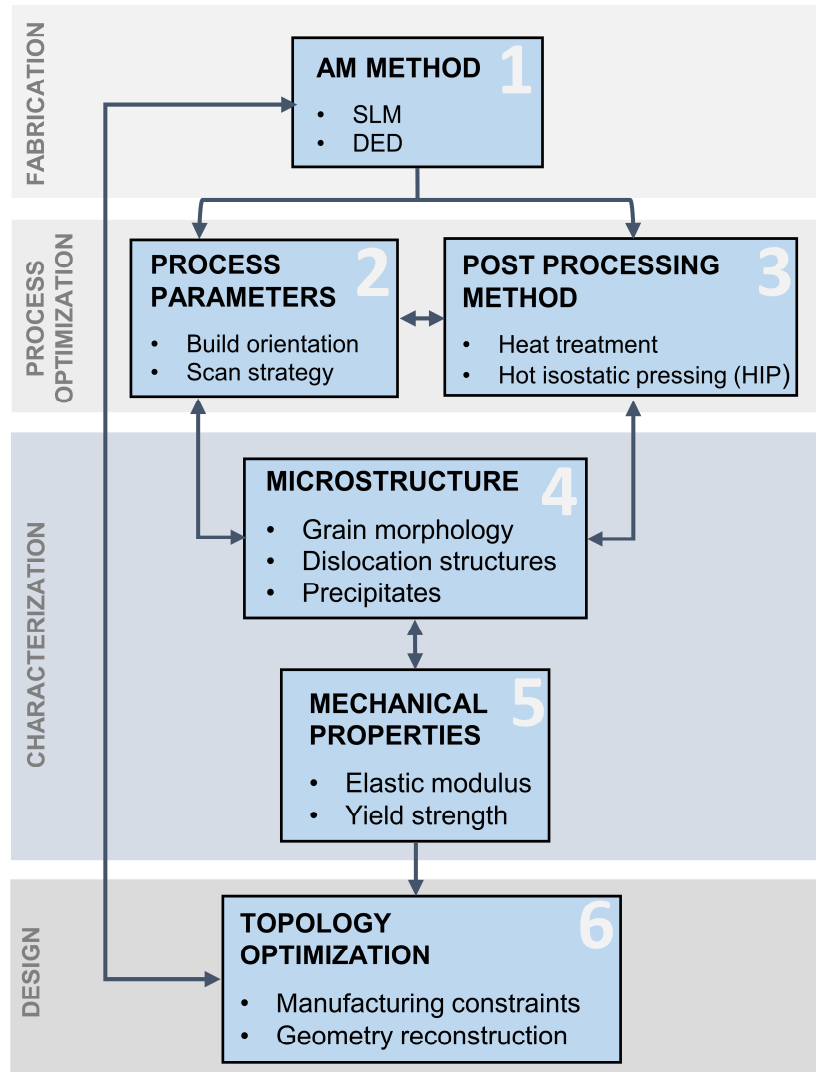 FABRICATION
AM METHOD
1
• SLM
• DED
PROCESS
OPTIMIZATION
PROCESS
PARAMETERS
2
• Build orientation
• Scan strategy
POST PROCESSING
METHOD
3
• Heat treatment
• Hot isostatic pressing (HIP)
CHARACTERIZATION
MICROSTRUCTURE
4
• Grain morphology
• Dislocation structures
• Precipitates
MECHANICAL
PROPERTIES
5
• Elastic modulus
• Yield strength
DESIGN
TOPOLOGY
OPTIMIZATION
6
• Manufacturing constraints
• Geometry reconstruction